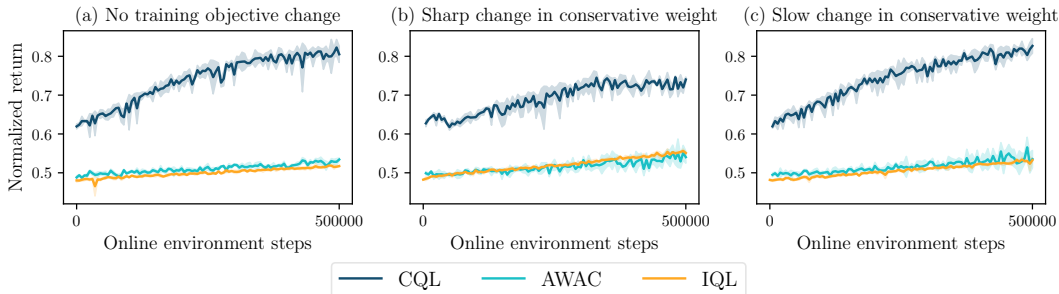 (a) No training objective change
(b) Sharp change in conservative weight
(c) Slow change in conservative weight
Normalized return
0.8
0.7
0.6
0.5
0
500000
Online environment steps
0.8
0.7
0.6
0.5
0
500000
Online environment steps
0.8
0.7
0.6
0.5
0
500000
Online environment steps
CQL AWAC IQL